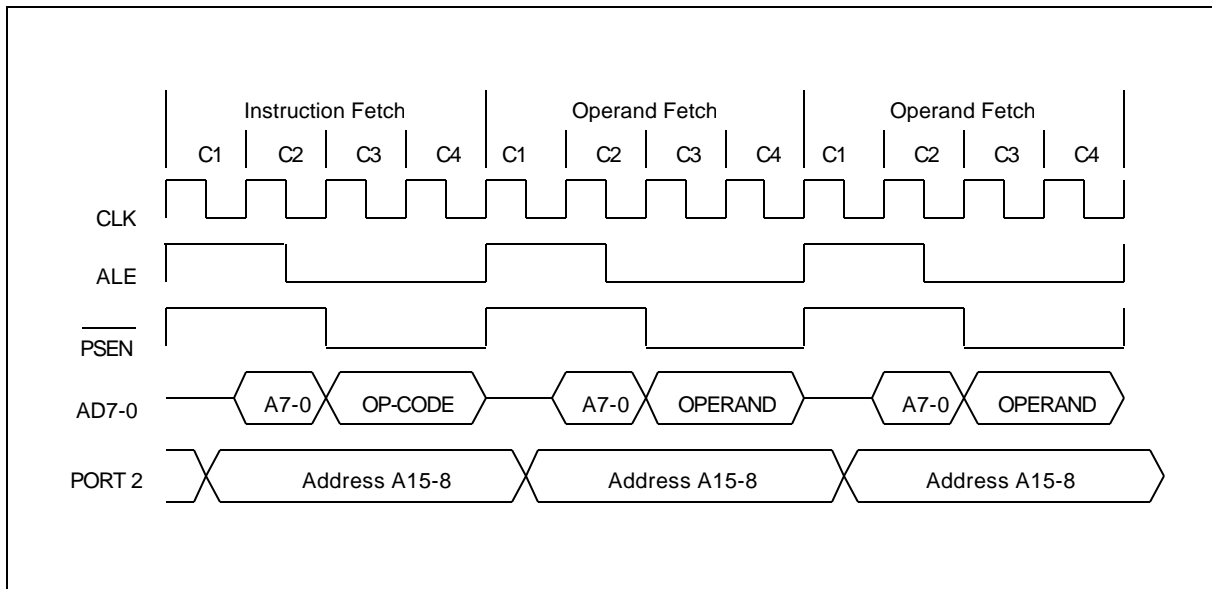 Instruction Fetch Operand Fetch Operand Fetch
C1 C2 C3 C4 C1 C2 C3 C4 C1 C2 C3 C4
CLK
ALE
PSEN
AD7-0 A7-0 OP-CODE A7-0 OPERAND A7-0 OPERAND
PORT 2 Address A15-8 Address A15-8 Address A15-8